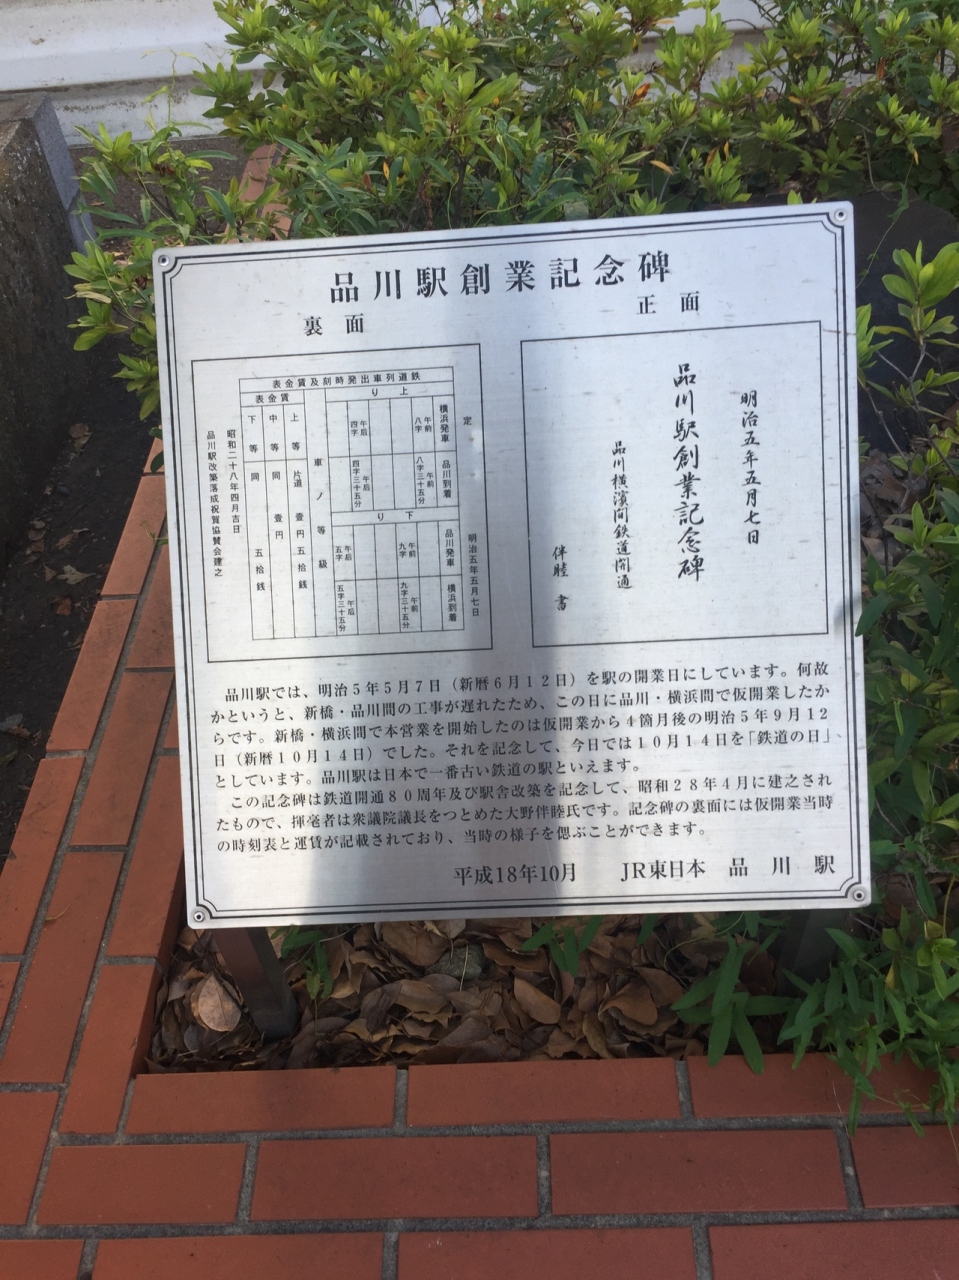 品川駅創業記念碑
正面
明治五年五月七日
品川駅創業記念碑
品川横濱間鉄道開通
伴睦書
裏面
鉄道列車出発時刻及賃金表
定
明治五年五月七日
上り
横浜発車 午前八字 午后四字
品川到着 午前八字三十五分 午后四字三十五分
下り
品川発車 午前九字 午后五字
横浜到着 午前九字三十五分 午后五字三十五分
車ノ等級
賃金表
上等 片道 壹円五拾銭
中等 同 壹円
下等 同 五拾銭
昭和二十八年四月吉日
品川駅改築落成祝賀協賛会建之
品川駅では、明治5年5月7日（新暦6月12日）を駅の開業日にしています。何故
かというと、新橋・品川間の工事が遅れたため、この日に品川・横浜間で仮開業したか
らです。新橋・横浜間で本営業を開始したのは仮開業から4箇月後の明治5年9月12
日（新暦10月14日）でした。それを記念して、今日では10月14日を「鉄道の日」
としています。品川駅は日本で一番古い鉄道の駅といえます。
この記念碑は鉄道開通80周年及び駅舎改築を記念して、昭和28年4月に建之され
たもので、揮毫者は衆議院議長をつとめた大野伴睦氏です。記念碑の裏面には仮開業当時
の時刻表と運賃が記載されており、当時の様子を偲ぶことができます。
平成18年10月 JR東日本 品川駅